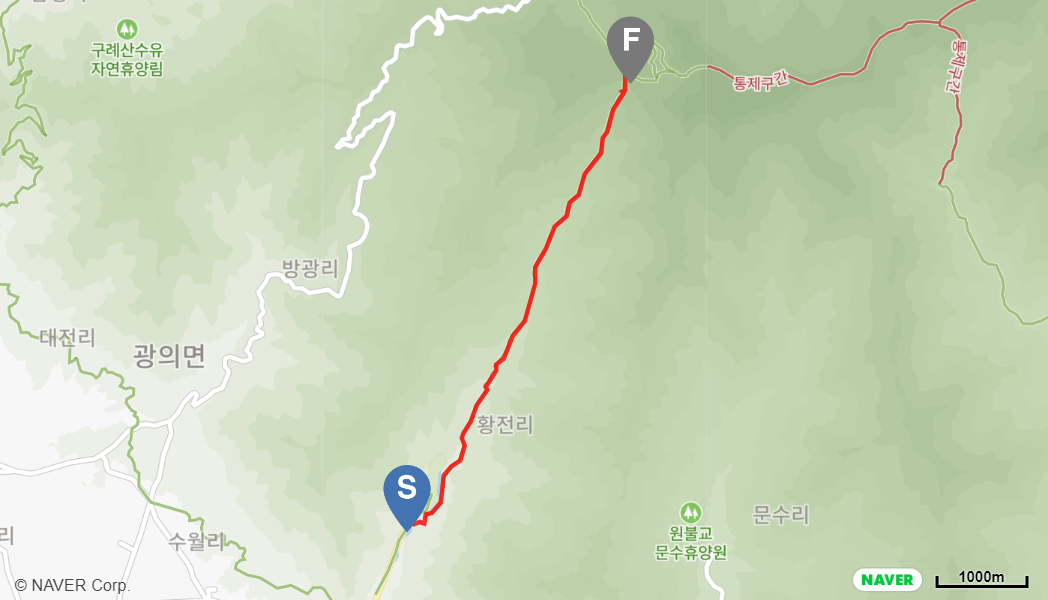 F
구례산수유
자연휴양림
통제구간
통제구간
방광리
대전리
광의면
황전리
S
원불교
문수휴양원
문수리
리
수월리
© NAVER Corp.
NAVER
1000m